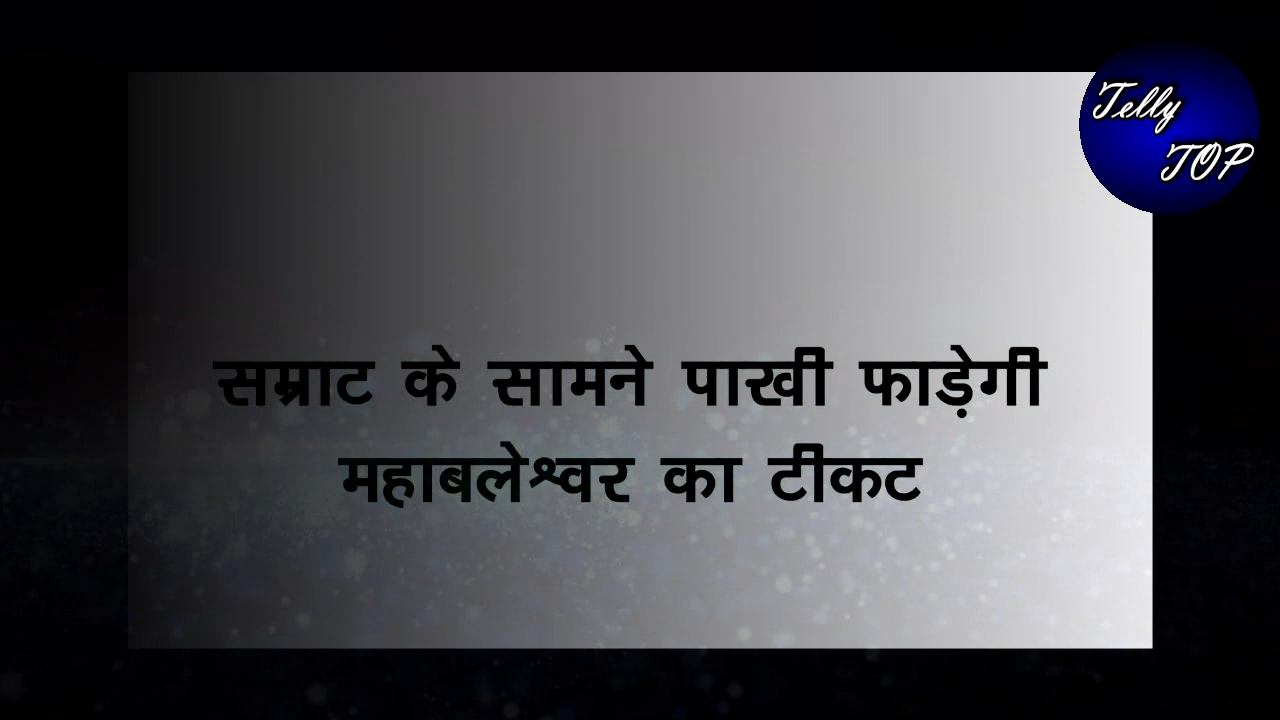 Telly
TOP
सम्राट के सामने पाखी फाड़ेगी
महाबलेश्वर का टीकट